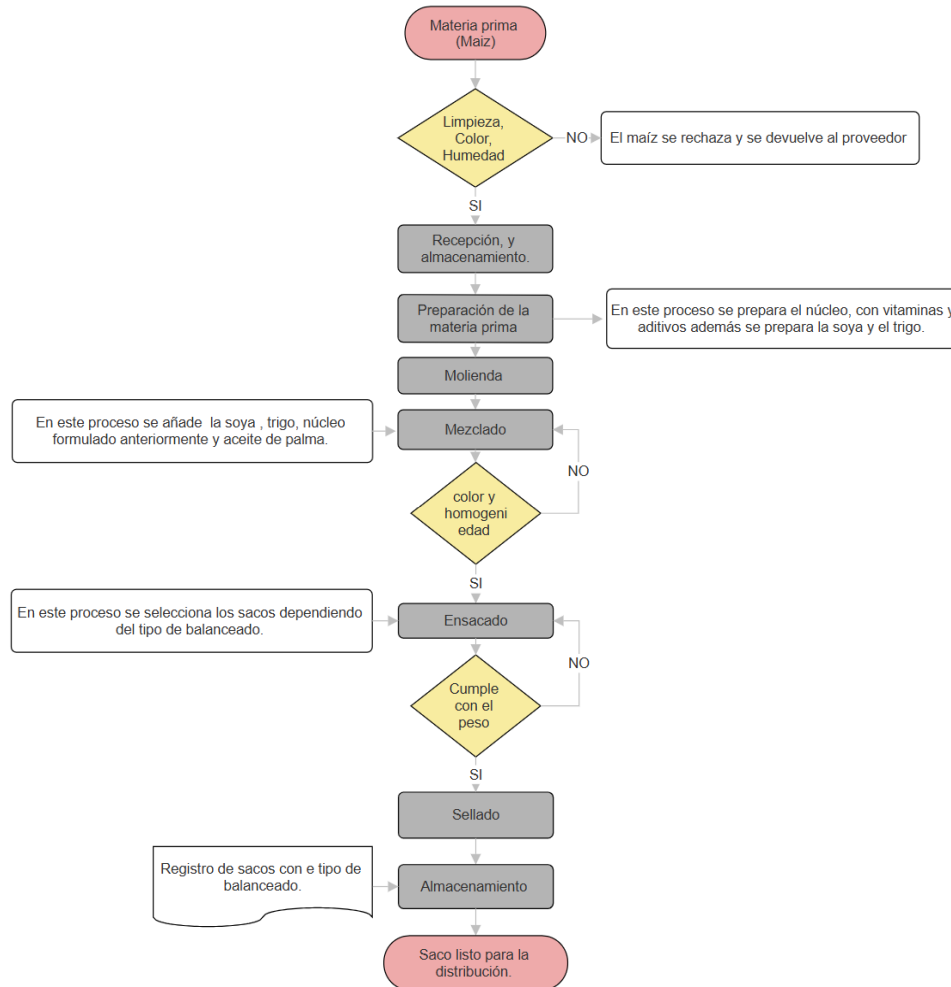 Materia prima
(Maiz)
Limpieza,
Color,
Humedad
NO
El maíz se rechaza y se devuelve al proveedor
SI
Recepción, y
almacenamiento.
Preparación de la
materia prima
En este proceso se prepara el núcleo, con vitaminas y
aditivos además se prepara la soya y el trigo.
Molienda
En este proceso se añade la soya , trigo, núcleo
formulado anteriormente y aceite de palma.
Mezclado
NO
color y
homogeni
edad
SI
En este proceso se selecciona los sacos dependiendo
del tipo de balanceado.
Ensacado
NO
Cumple
con el
peso
SI
Sellado
Registro de sacos con e tipo de
balanceado.
Almacenamiento
Saco listo para la
distribución.